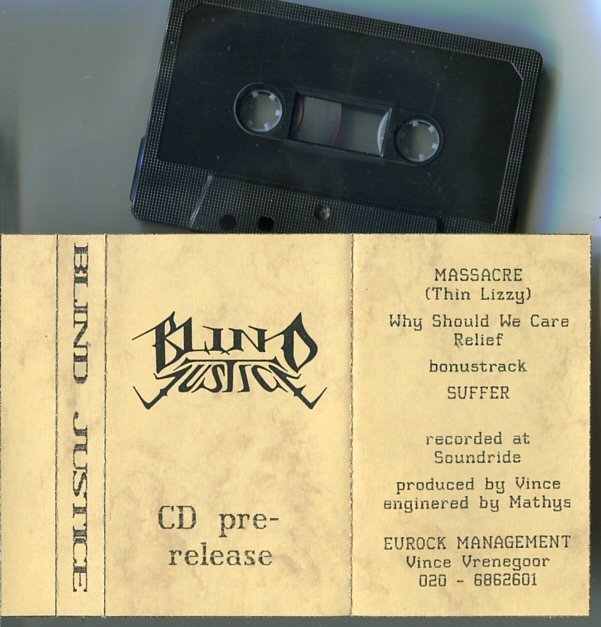 BLIND JUSTICE
BLIND
JUSTICE
CD pre-
release
MASSACRE
(Thin Lizzy)
Why Should We Care
Relief
bonustrack
SUFFER
recorded at
Soundride
produced by Vince
enginered by Mathys
EUROCK MANAGEMENT
Vince Vrenegoor
020 - 6862601